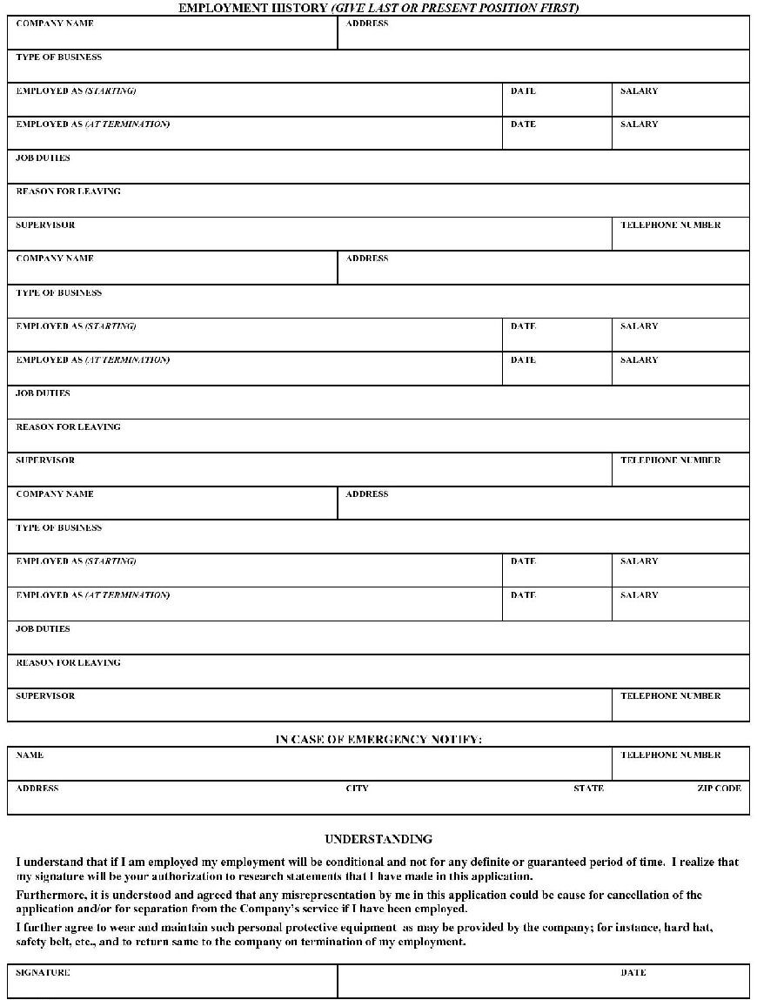 EMPLOYMENT HISTORY (GIVE LAST OR PRESENT POSITION FIRST)
COMPANY NAME ADDRESS
TYPE OF BUSINESS
EMPLOYED AS (STARTING) DATE SALARY
EMPLOYED AS (AT TERMINATION) DATE SALARY
JOB DUTIES
REASON FOR LEAVING
SUPERVISOR TELEPHONE NUMBER
COMPANY NAME ADDRESS
TYPE OF BUSINESS
EMPLOYED AS (STARTING) DATE SALARY
EMPLOYED AS (AT TERMINATION) DATE SALARY
JOB DUTIES
REASON FOR LEAVING
SUPERVISOR TELEPHONE NUMBER
COMPANY NAME ADDRESS
TYPE OF BUSINESS
EMPLOYED AS (STARTING) DATE SALARY
EMPLOYED AS (AT TERMINATION) DATE SALARY
JOB DUTIES
REASON FOR LEAVING
SUPERVISOR TELEPHONE NUMBER
IN CASE OF EMERGENCY NOTIFY:
NAME TELEPHONE NUMBER
ADDRESS CITY STATE ZIP CODE
UNDERSTANDING
I understand that if I am employed my employment will be conditional and not for any definite or guaranteed period of time. I realize that
my signature will be your authorization to research statements that I have made in this application.
Furthermore, it is understood and agreed that any misrepresentation by me in this application could be cause for cancellation of the
application and/or for separation from the Company's service if I have been employed.
I further agree to wear and maintain such personal protective equipment as may be provided by the company; for instance, hard hat,
safety belt, etc., and to return same to the company on termination of my employment.
SIGNATURE DATE